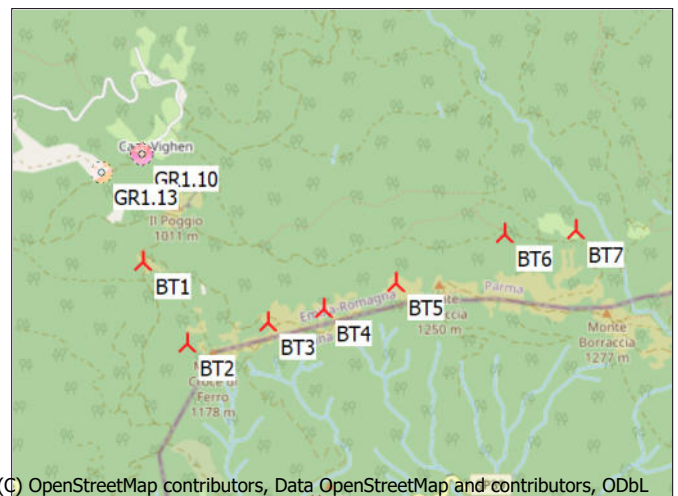 Case Vighen
GR1.10
GR1.13
Il Poggio
1011 m
BT1
BT6
BT7
BT5
Parma
Emilia-Romagna
1250 m
BT3
BT4
Monte
Borraccia
1277 m
BT2
Croce di
Ferro
1178 m
(C) OpenStreetMap contributors, Data OpenStreetMap and contributors, ODbL